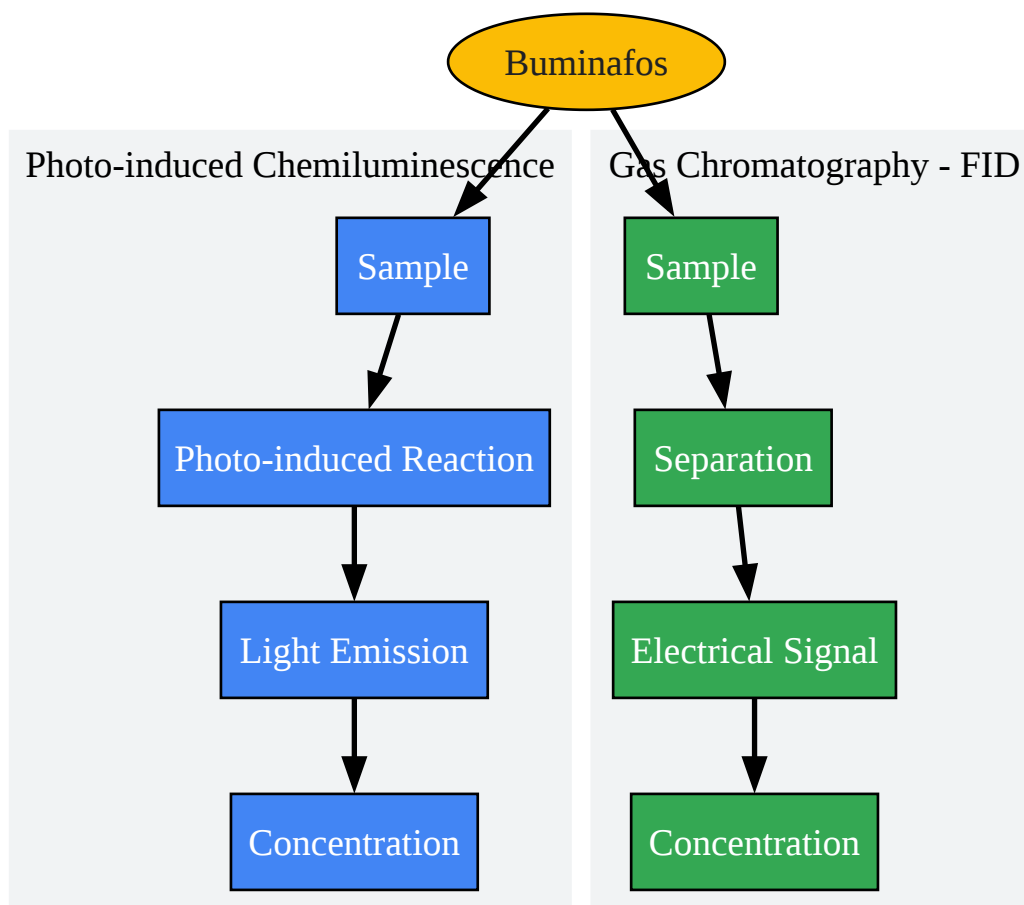 Buminafos
Photo-induced Chemiluminescence
Gas Chromatography - FID
Sample
Sample
Photo-induced Reaction
Separation
Light Emission
Electrical Signal
Concentration
Concentration